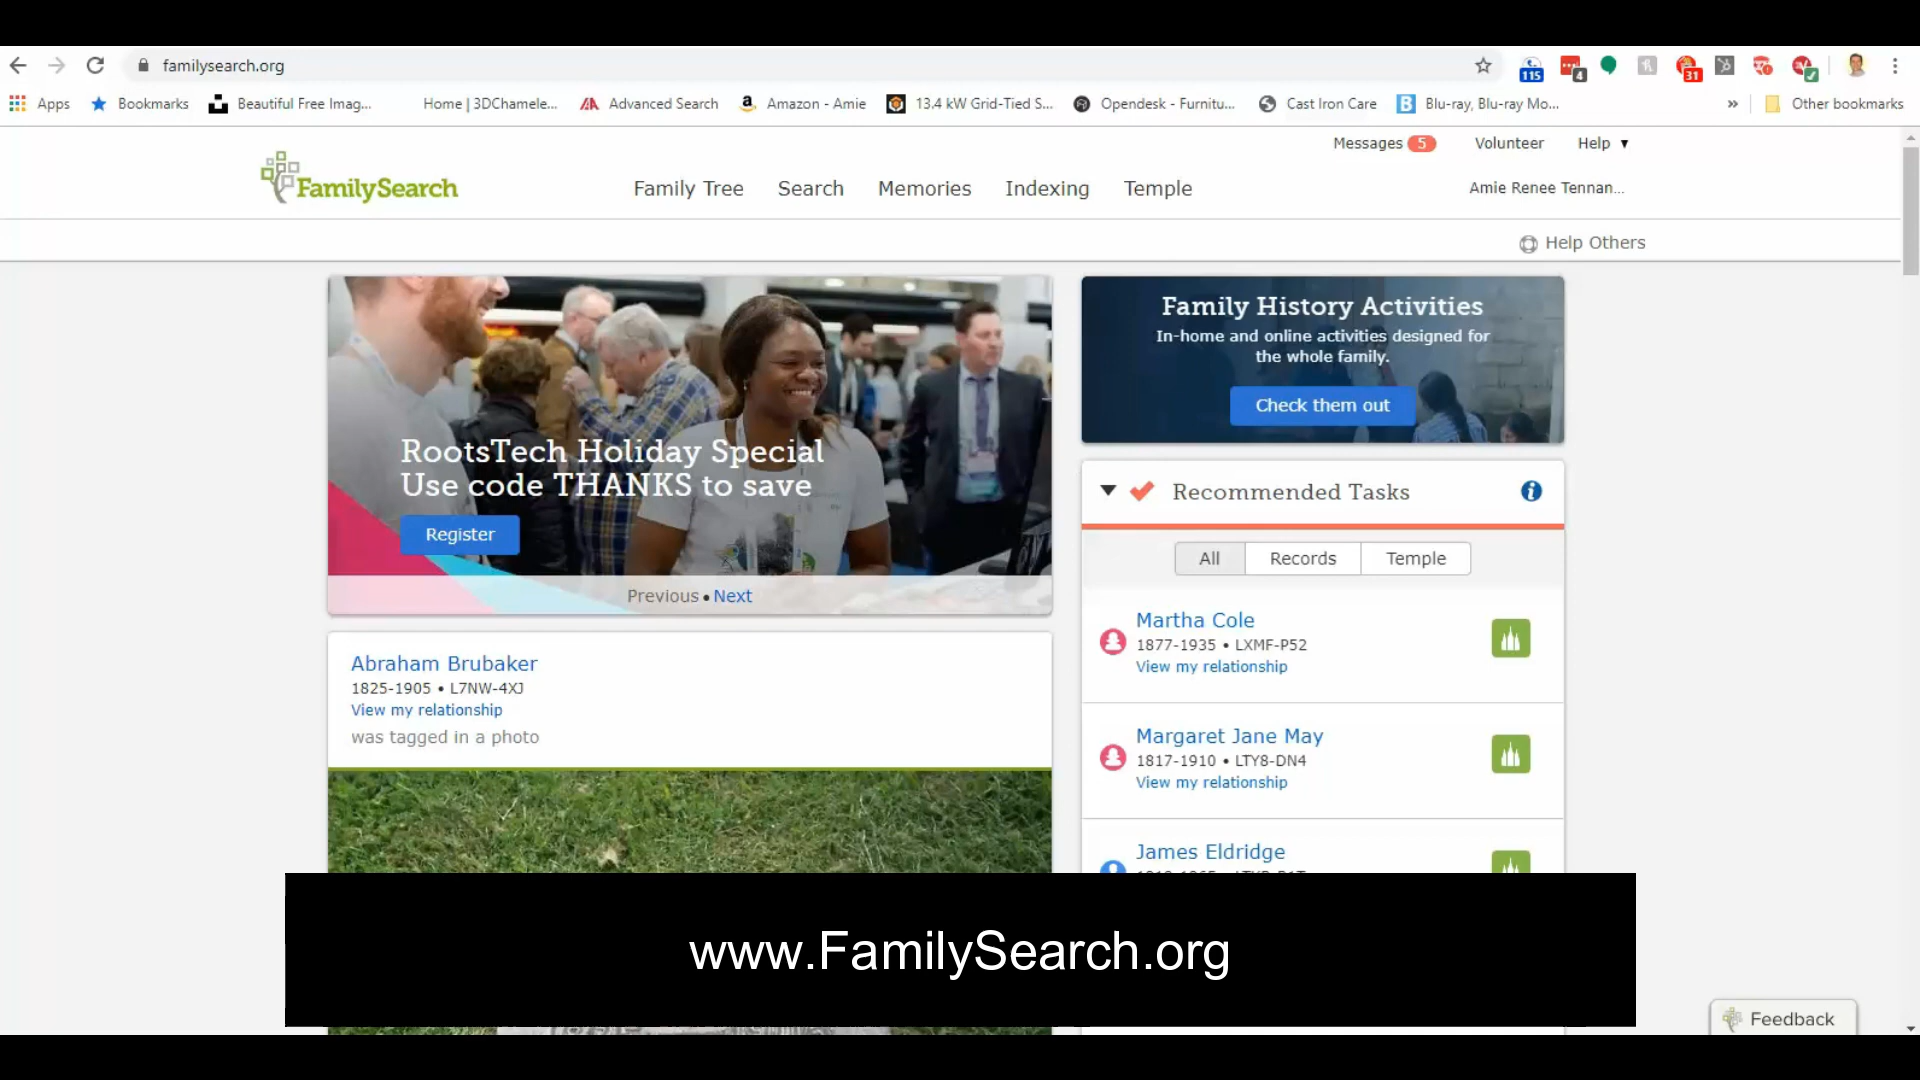 familysearch.org
115
4
31
Apps
Bookmarks
Beautiful Free Imag...
Home | 3DChamele...
Advanced Search
Amazon - Amie
13.4 kW Grid-Tied S...
Opendesk - Furnitu...
Cast Iron Care
Blu-ray, Blu-ray Mo...
»
Other bookmarks
Messages 5
Volunteer
Help
FamilySearch
Family Tree
Search
Memories
Indexing
Temple
Amie Renee Tennan...
Help Others
RootsTech Holiday Special
Use code THANKS to save
Register
Previous • Next
Family History Activities
In-home and online activities designed for
the whole family.
Check them out
Recommended Tasks
All
Records
Temple
Abraham Brubaker
1825-1905 • L7NW-4XJ
View my relationship
was tagged in a photo
Martha Cole
1877-1935 • LXMF-P52
View my relationship
Margaret Jane May
1817-1910 • LTY8-DN4
View my relationship
James Eldridge
www.FamilySearch.org
Feedback